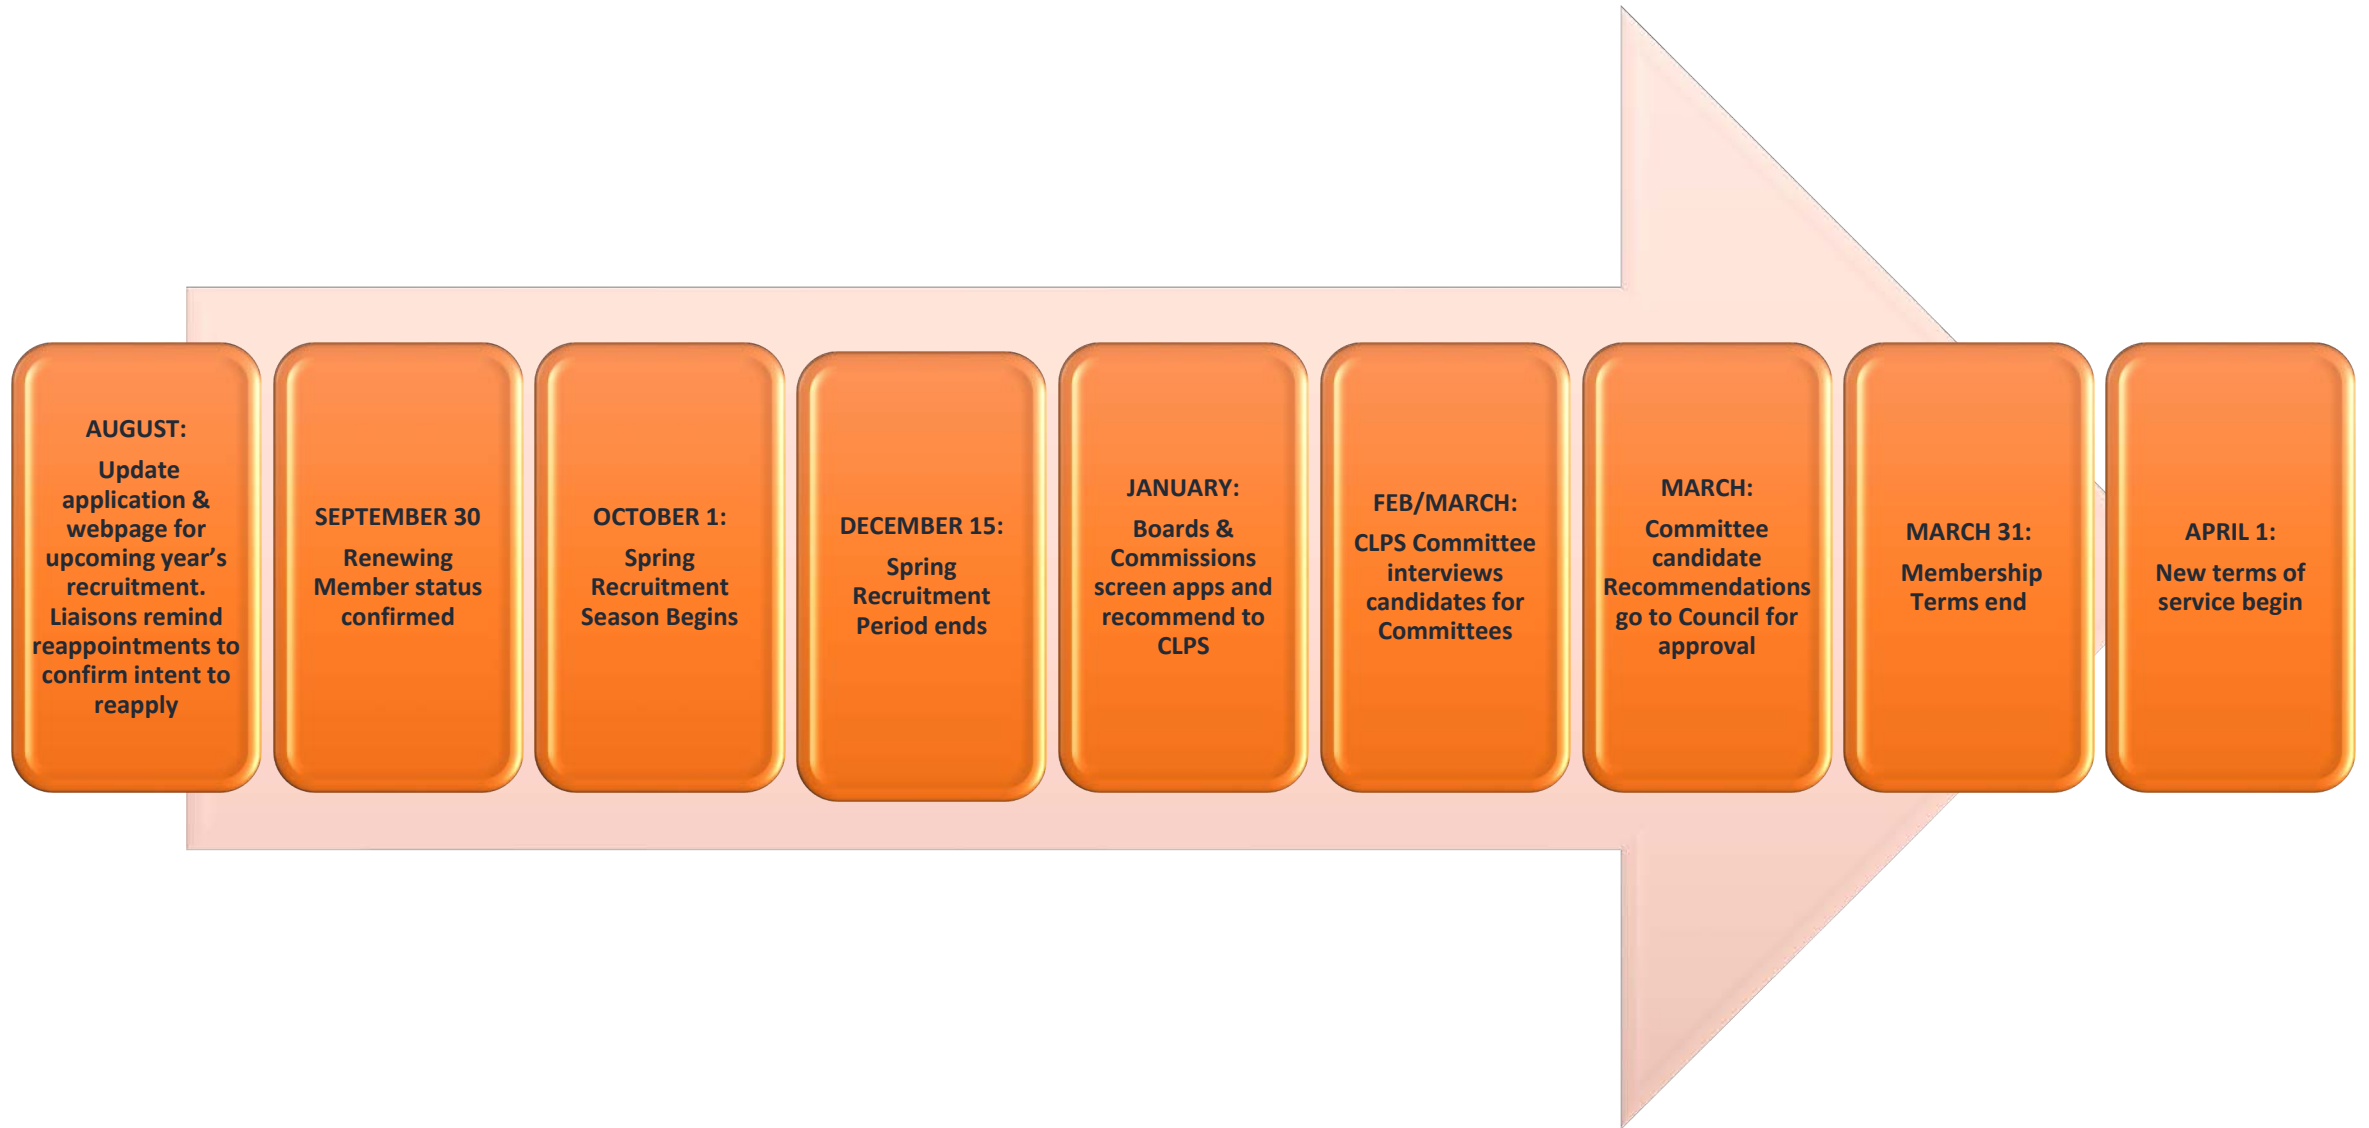 AUGUST:
Update
application &
webpage for
upcoming year’s
recruitment.
Liaisons remind
reappointments to
confirm intent to
reapply
SEPTEMBER 30
Renewing
Member status
confirmed
OCTOBER 1:
Spring
Recruitment
Season Begins
DECEMBER 15:
Spring
Recruitment
Period ends
JANUARY:
Boards &
Commissions
screen apps and
recommend to
CLPS
FEB/MARCH:
CLPS Committee
interviews
candidates for
Committees
MARCH:
Committee
candidate
Recommendations
go to Council for
approval
MARCH 31:
Membership
Terms end
APRIL 1:
New terms of
service begin